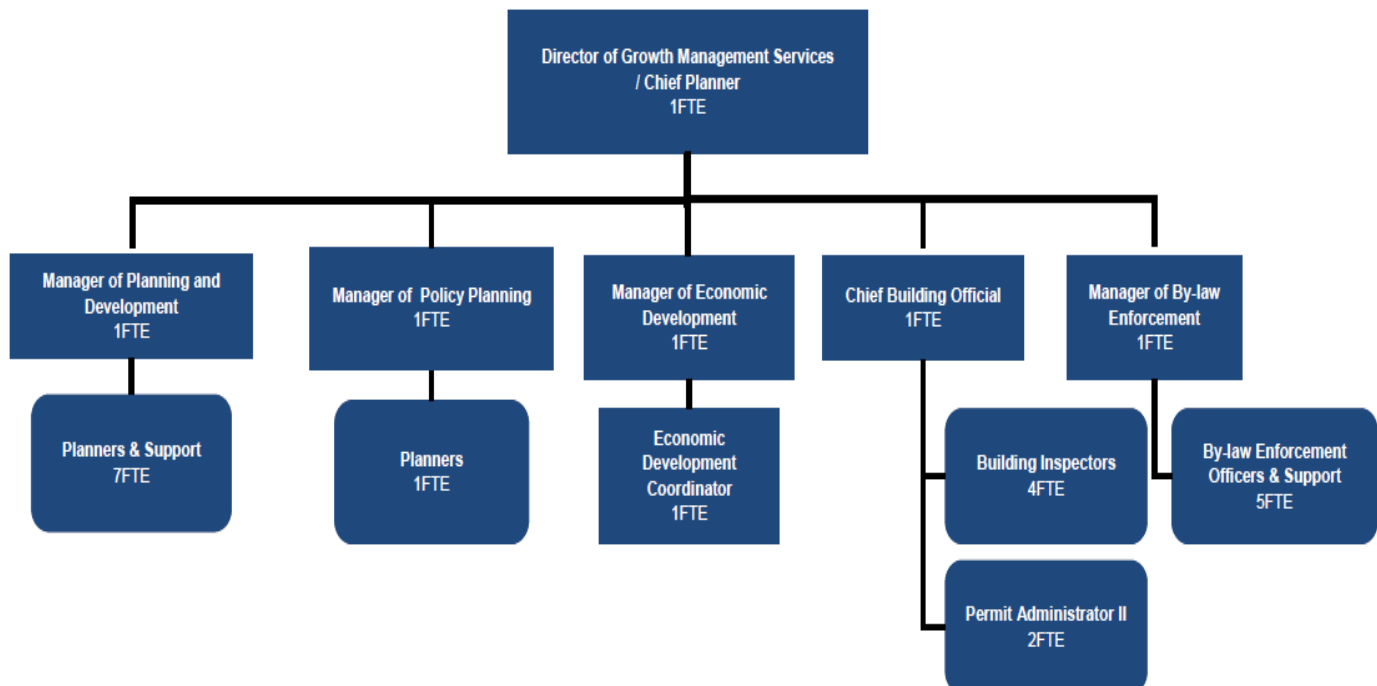 Director of Growth Management Services
/ Chief Planner
1FTE
Manager of Planning and
Development
1FTE
Manager of Policy Planning
1FTE
Manager of Economic
Development
1FTE
Chief Building Official
1FTE
Manager of By-law
Enforcement
1FTE
Planners & Support
7FTE
Planners
1FTE
Economic
Development
Coordinator
1FTE
Building Inspectors
4FTE
By-law Enforcement
Officers & Support
5FTE
Permit Administrator II
2FTE